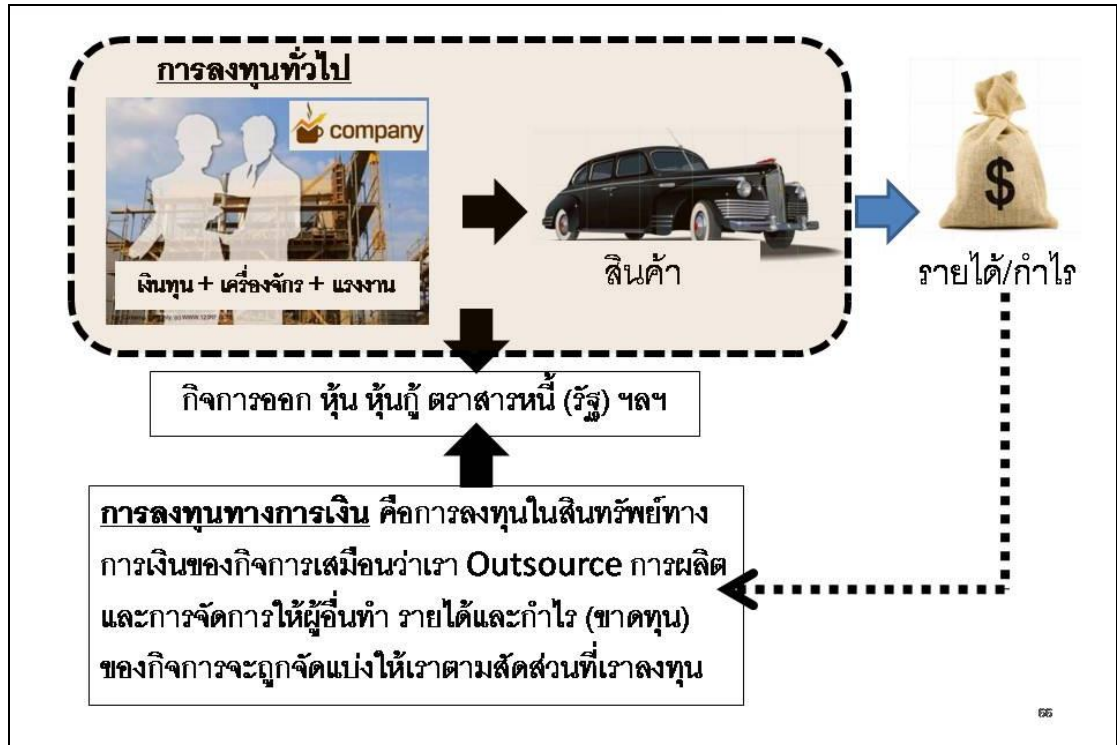 การลงทุนทั่วไป
company
เงินทุน + เครื่องจักร + แรงงาน
สินค้า
$
รายได้/กำไร
กิจการออก หุ้น หุ้นกู้ ตราสารหนี้ (รัฐ) ฯลฯ
การลงทุนทางการเงิน คือการลงทุนในสินทรัพย์ทาง
การเงินของกิจการเสมือนว่าเรา Outsource การผลิต
และการจัดการให้ผู้อื่นทำ รายได้และกำไร (ขาดทุน)
ของกิจการจะถูกจัดแบ่งให้เราตามสัดส่วนที่เราลงทุน